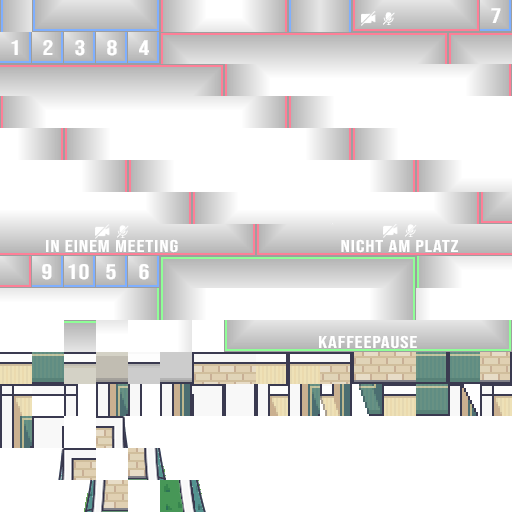 7
1 2 3 8 4
IN EINEM MEETING NICHT AM PLATZ
9 10 5 6
KAFFEEPAUSE